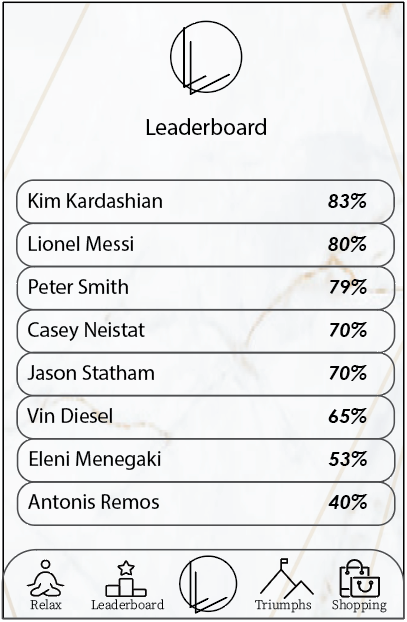 Leaderboard
Kim Kardashian 83%
Lionel Messi 80%
Peter Smith 79%
Casey Neistat 70%
Jason Statham 70%
Vin Diesel 65%
Eleni Menegaki 53%
Antonis Remos 40%
Relax Leaderboard Triumphs Shopping